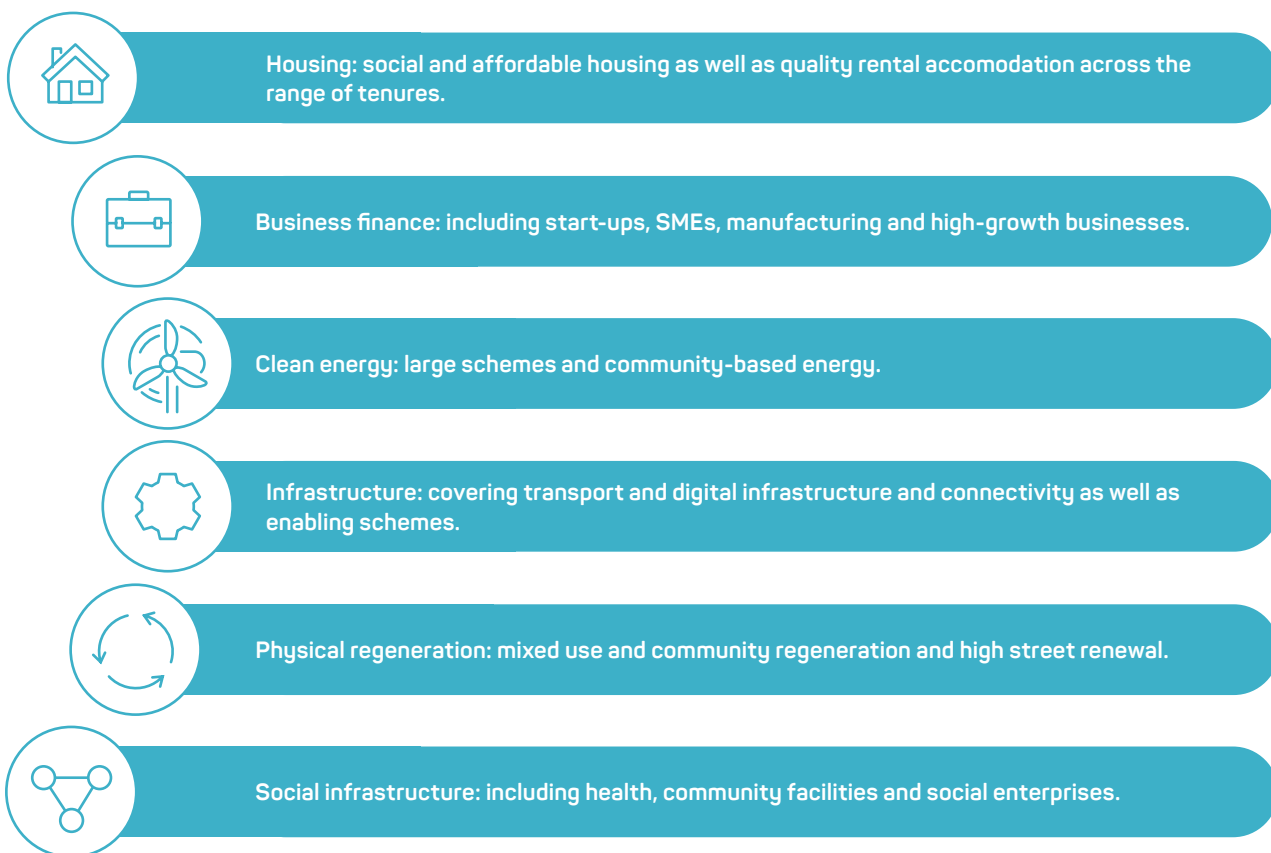 Housing: social and affordable housing as well as quality rental accomodation across the
range of tenures.
Business finance: including start-ups, SMEs, manufacturing and high-growth businesses.
Clean energy: large schemes and community-based energy.
Infrastructure: covering transport and digital infrastructure and connectivity as well as
enabling schemes.
Physical regeneration: mixed use and community regeneration and high street renewal.
Social infrastructure: including health, community facilities and social enterprises.